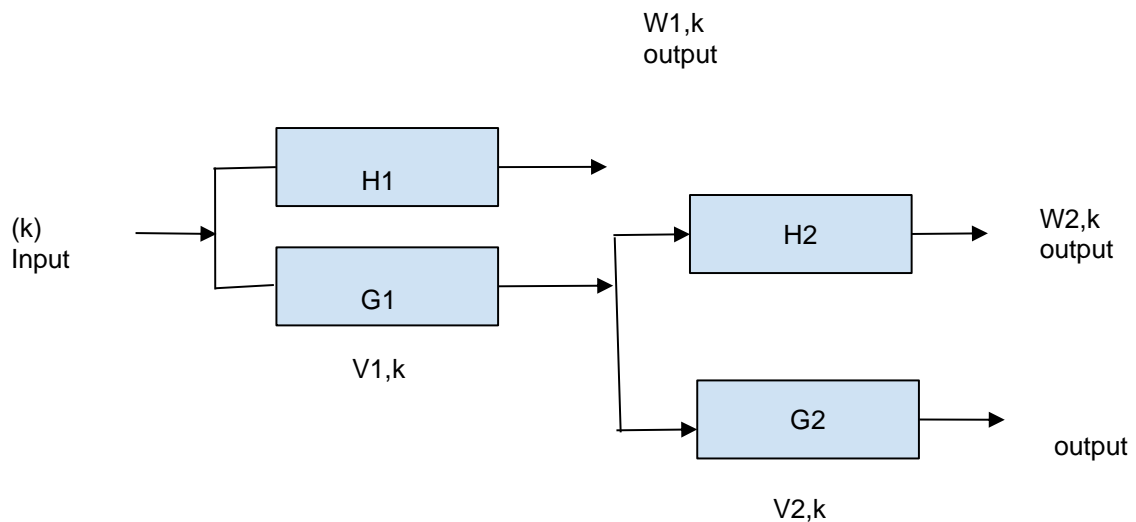 W1,k
output
H1
(k)
Input
G1
V1,k
H2
W2,k
output
G2
output
V2,k